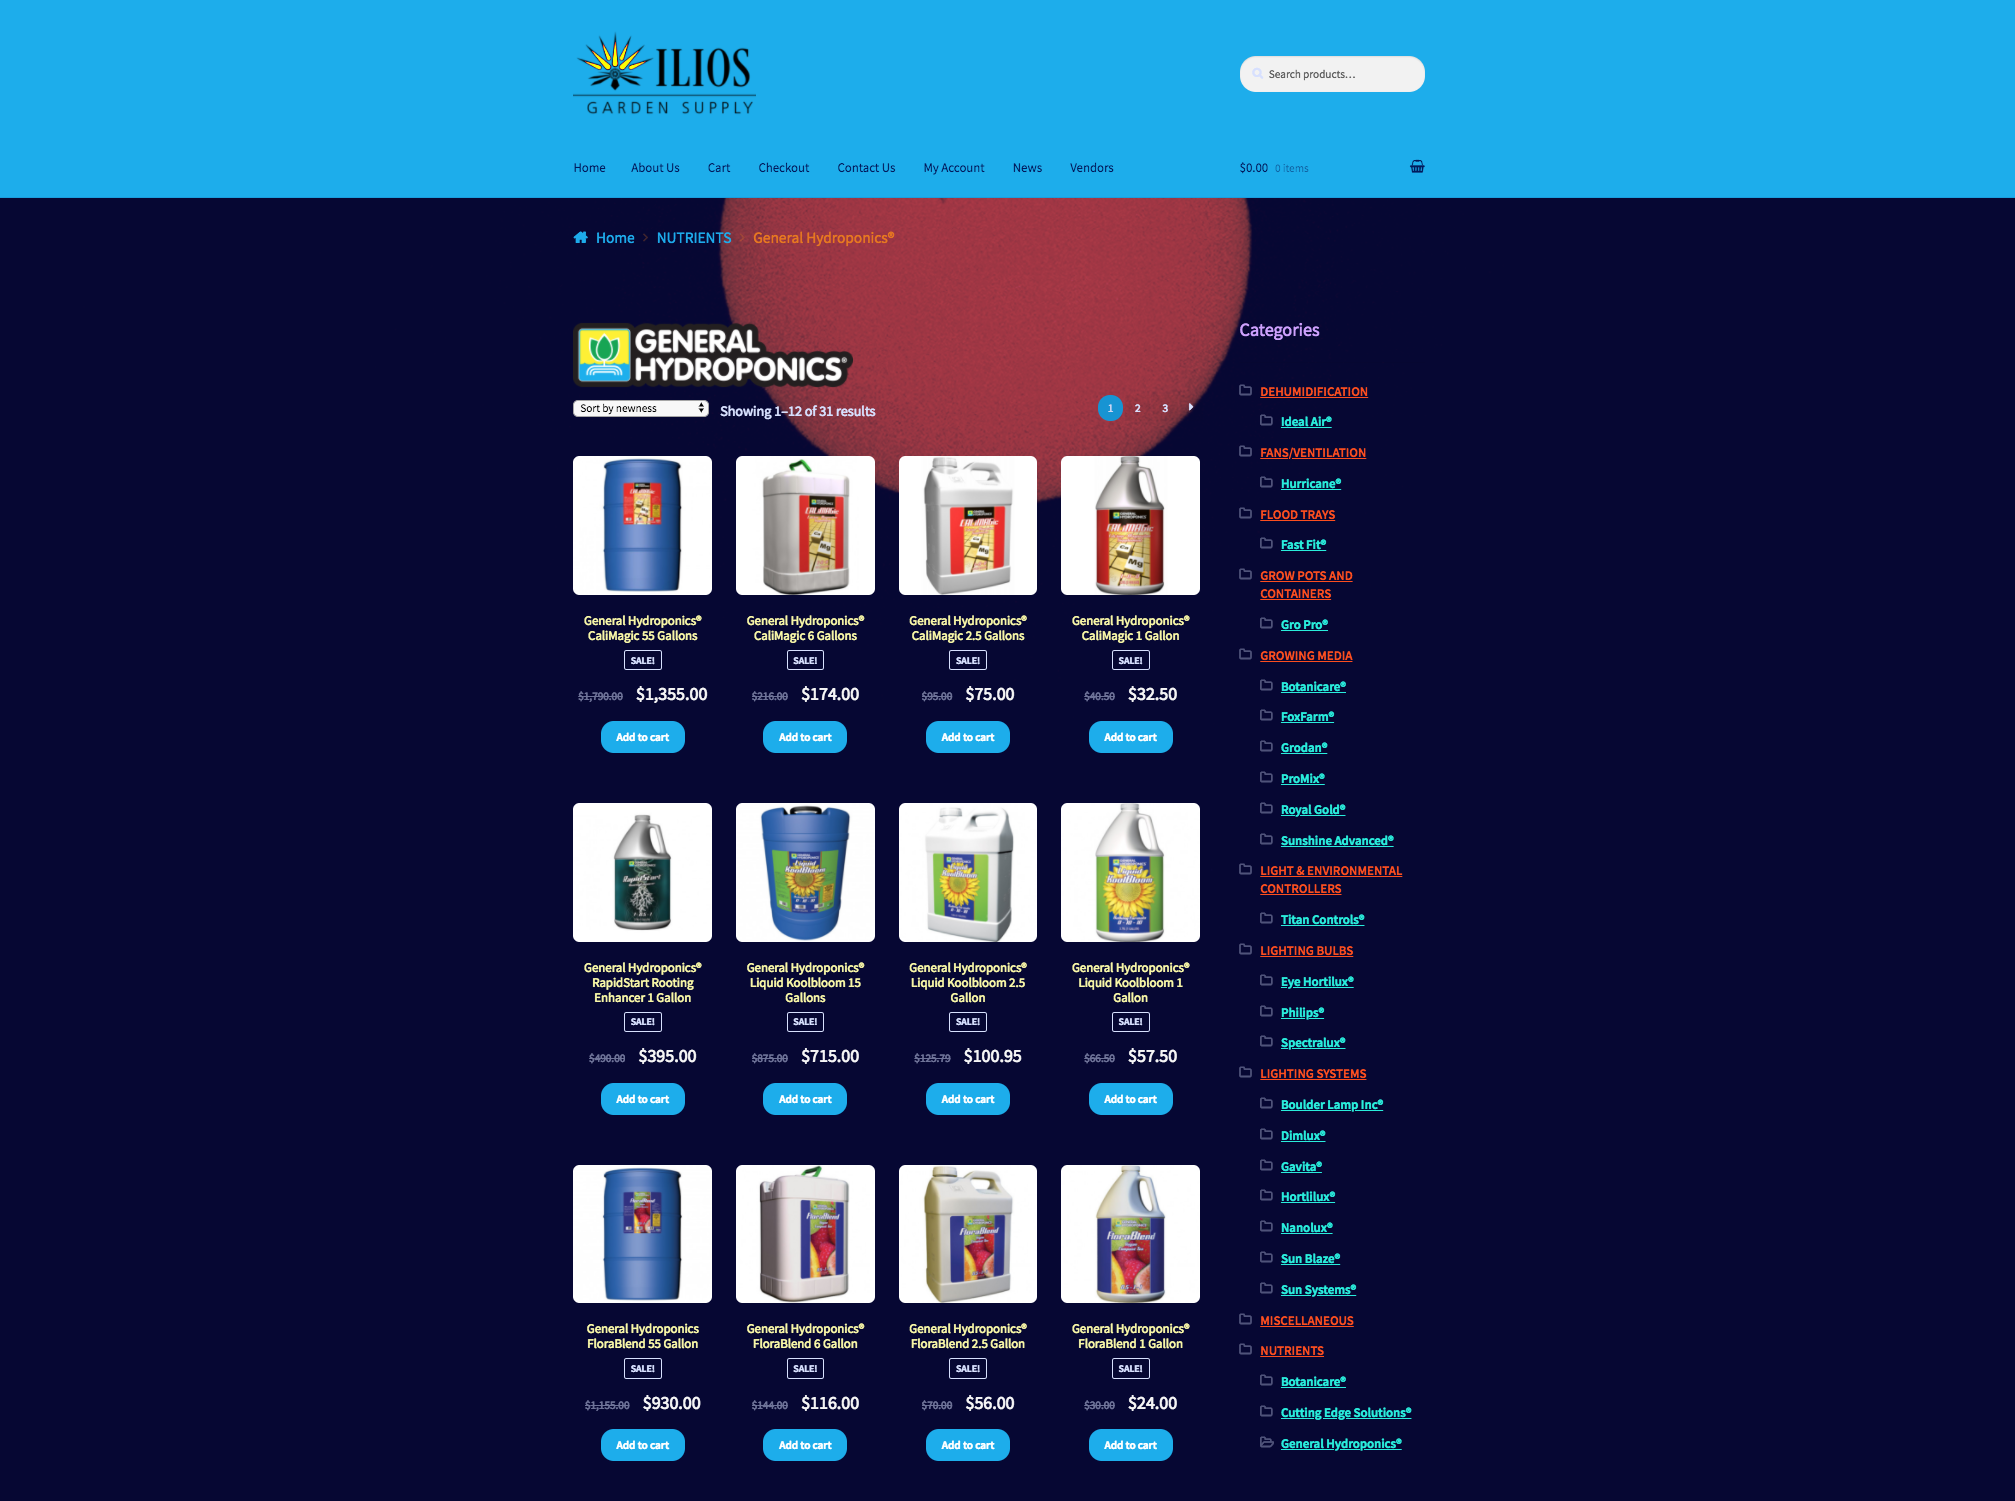 ILIOS
GARDEN SUPPLY
Search products…
Home About Us Cart Checkout Contact Us My Account News Vendors
$0.00 0 items
Home NUTRIENTS General Hydroponics®
GENERAL
HYDROPONICS®
Sort by newness
Showing 1–12 of 31 results
1 2 3
General Hydroponics®
CaliMagic 55 Gallons
SALE!
$1,790.00 $1,355.00
Add to cart
General Hydroponics®
CaliMagic 6 Gallons
SALE!
$216.00 $174.00
Add to cart
General Hydroponics®
CaliMagic 2.5 Gallons
SALE!
$95.00 $75.00
Add to cart
General Hydroponics®
CaliMagic 1 Gallon
SALE!
$40.50 $32.50
Add to cart
General Hydroponics®
RapidStart Rooting
Enhancer 1 Gallon
SALE!
$490.00 $395.00
Add to cart
General Hydroponics®
Liquid Koolbloom 15
Gallons
SALE!
$875.00 $715.00
Add to cart
General Hydroponics®
Liquid Koolbloom 2.5
Gallon
SALE!
$125.79 $100.95
Add to cart
General Hydroponics®
Liquid Koolbloom 1
Gallon
SALE!
$66.50 $57.50
Add to cart
General Hydroponics
FloraBlend 55 Gallon
SALE!
$1,155.00 $930.00
Add to cart
General Hydroponics®
FloraBlend 6 Gallon
SALE!
$144.00 $116.00
Add to cart
General Hydroponics®
FloraBlend 2.5 Gallon
SALE!
$70.00 $56.00
Add to cart
General Hydroponics®
FloraBlend 1 Gallon
SALE!
$30.00 $24.00
Add to cart
Categories
DEHUMIDIFICATION
Ideal Air®
FANS/VENTILATION
Hurricane®
FLOOD TRAYS
Fast Fit®
GROW POTS AND
CONTAINERS
Gro Pro®
GROWING MEDIA
Botanicare®
FoxFarm®
Grodan®
ProMix®
Royal Gold®
Sunshine Advanced®
LIGHT & ENVIRONMENTAL
CONTROLLERS
Titan Controls®
LIGHTING BULBS
Eye Hortilux®
Philips®
Spectralux®
LIGHTING SYSTEMS
Boulder Lamp Inc®
Dimlux®
Gavita®
Hortlilux®
Nanolux®
Sun Blaze®
Sun Systems®
MISCELLANEOUS
NUTRIENTS
Botanicare®
Cutting Edge Solutions®
General Hydroponics®